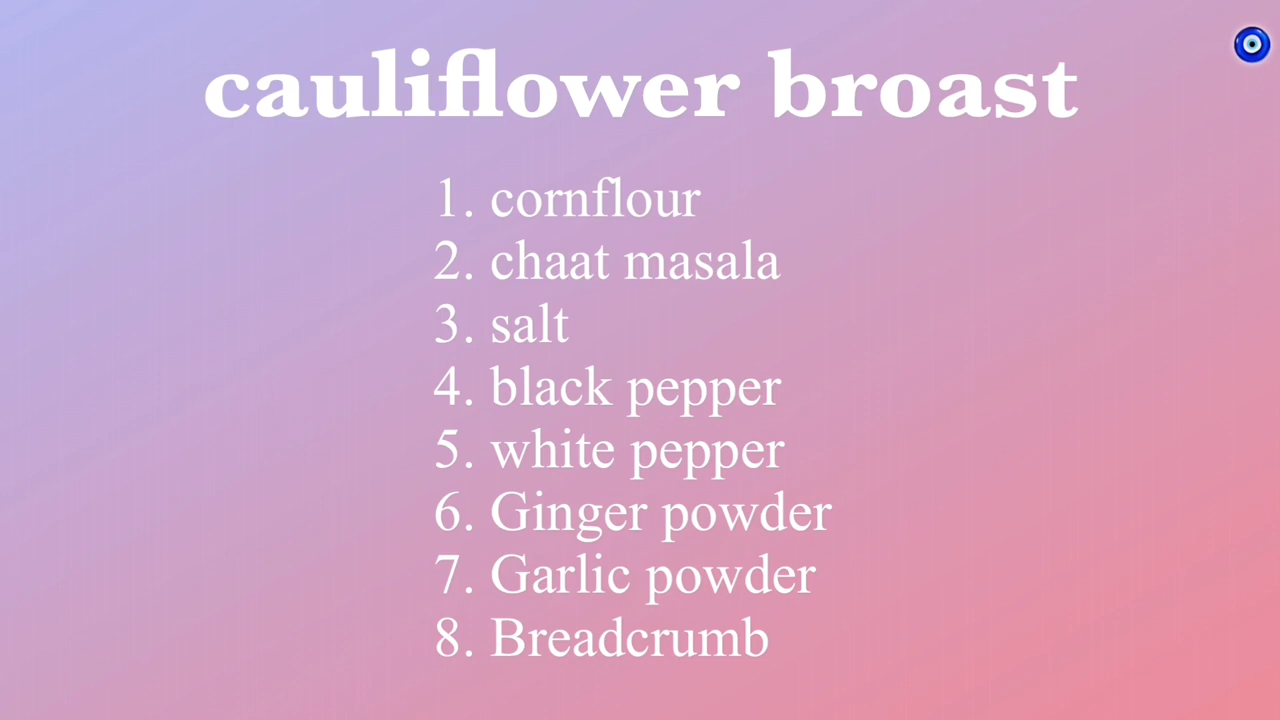 cauliflower broast
1. cornflour
2. chaat masala
3. salt
4. black pepper
5. white pepper
6. Ginger powder
7. Garlic powder
8. Breadcrumb